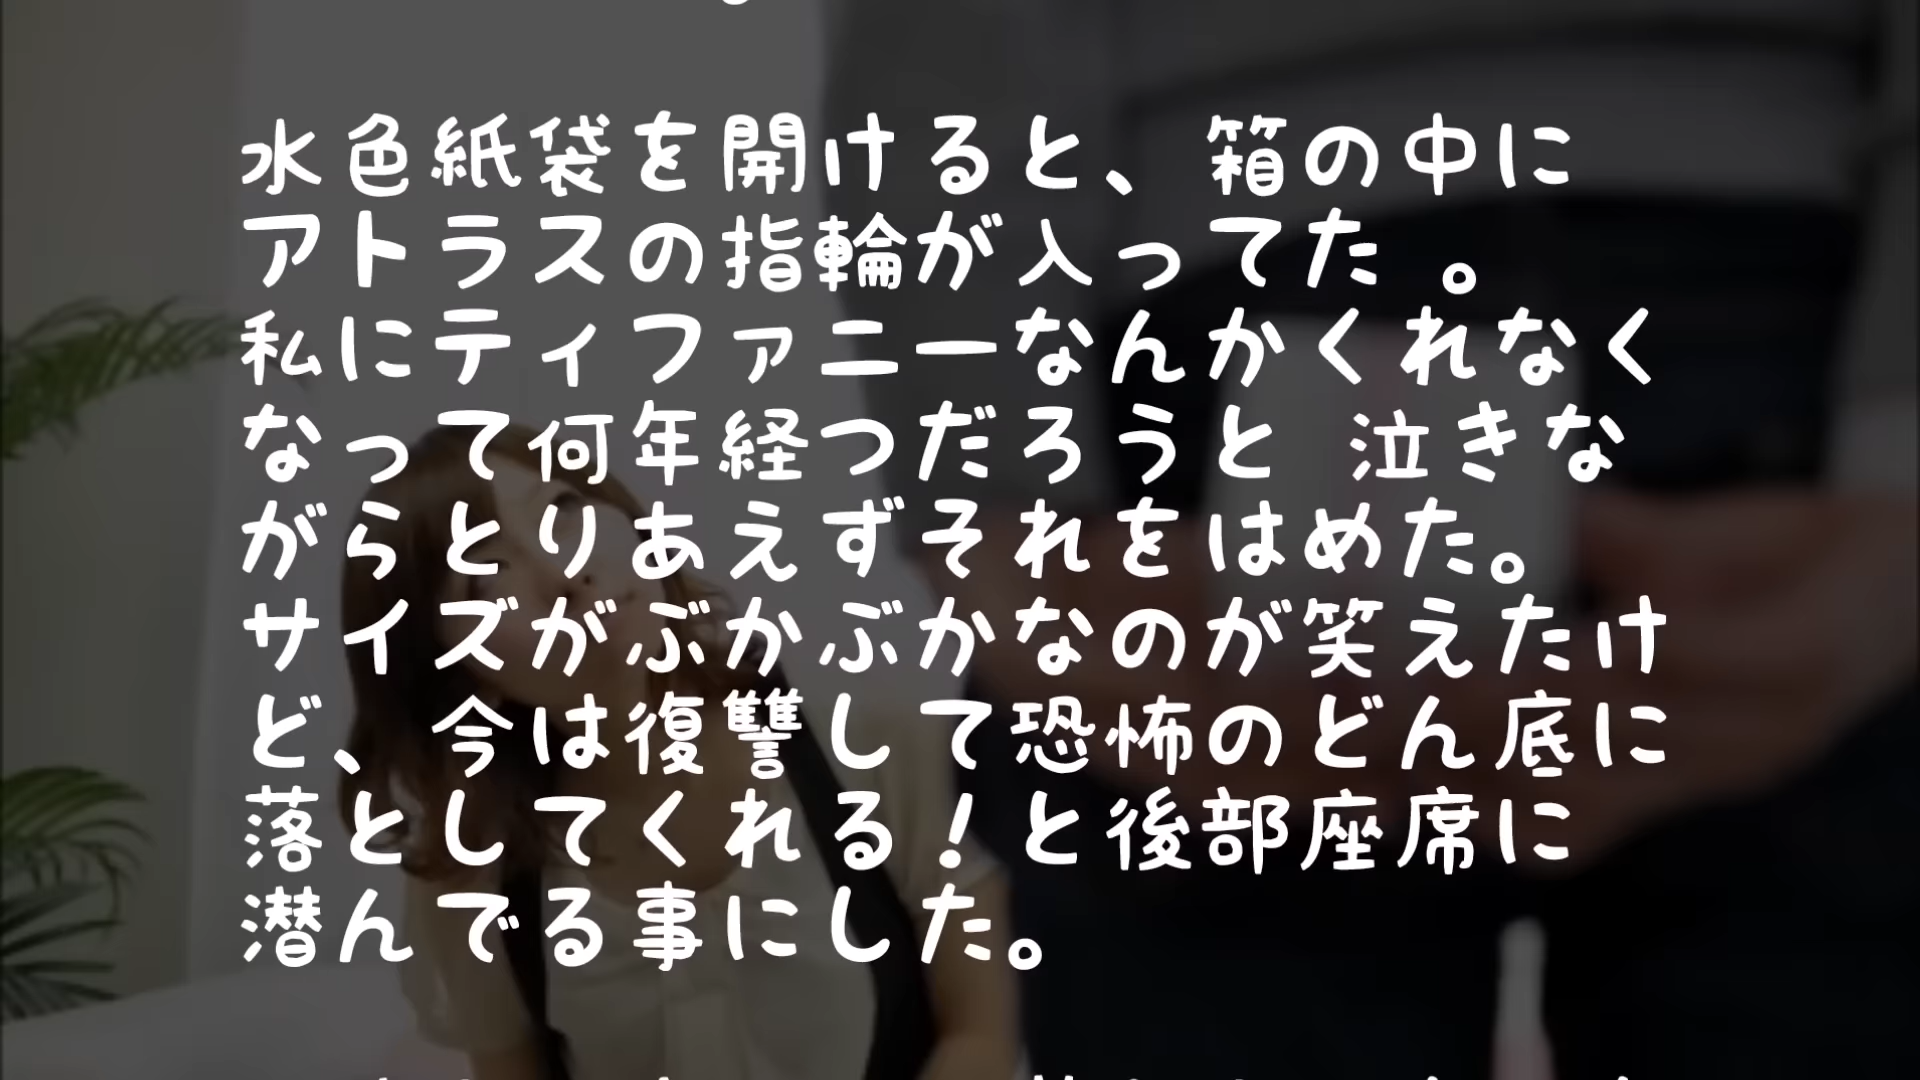 水色紙袋を開けると、箱の中に
アトラスの指輪が入ってた 。
私にティファニーなんかくれなく
なって何年経つだろうと 泣きな
がらとりあえずそれをはめた。
サイズがぶかぶかなのが笑えたけ
ど、今は復讐して恐怖のどん底に
落としてくれる！と後部座席に
潜んでる事にした。